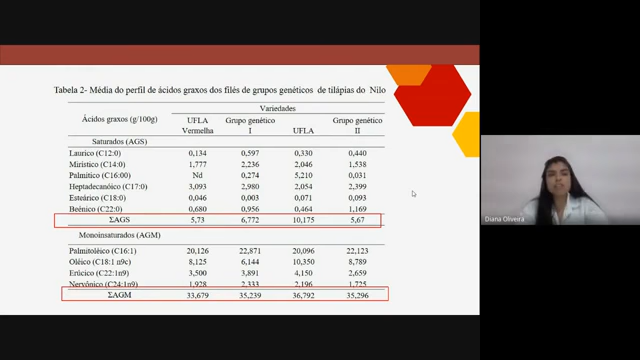 Tabela 2- Média do perfil de ácidos graxos dos filés de grupos genéticos de tilápias do Nilo
Variedades
Ácidos graxos (g/100g) UFLA Vermelha Grupo genético I UFLA Grupo genético II
Saturados (AGS)
Laurico (C12:0) 0,134 0,597 0,330 0,440
Mirístico (C14:0) 1,777 2,236 2,046 1,538
Palmítico (C16:00) Nd 0,274 5,210 0,031
Heptadecanóico (C17:0) 3,093 2,980 2,054 2,399
Esteárico (C18:0) 0,046 0,003 0,071 0,093
Beênico (C22:0) 0,680 0,956 0,464 1,169
ΣAGS 5,73 6,772 10,175 5,67
Monoinsaturados (AGM)
Palmitolêico (C16:1) 20,126 22,871 20,096 22,123
Olêico (C18:1 n9c) 8,125 6,144 10,350 8,789
Erúcico (C22:1n9) 3,500 3,891 4,150 2,659
Nervônico (C24:1n9) 1,928 2,333 2,196 1,725
ΣAGM 33,679 35,239 36,792 35,296
Diana Oliveira